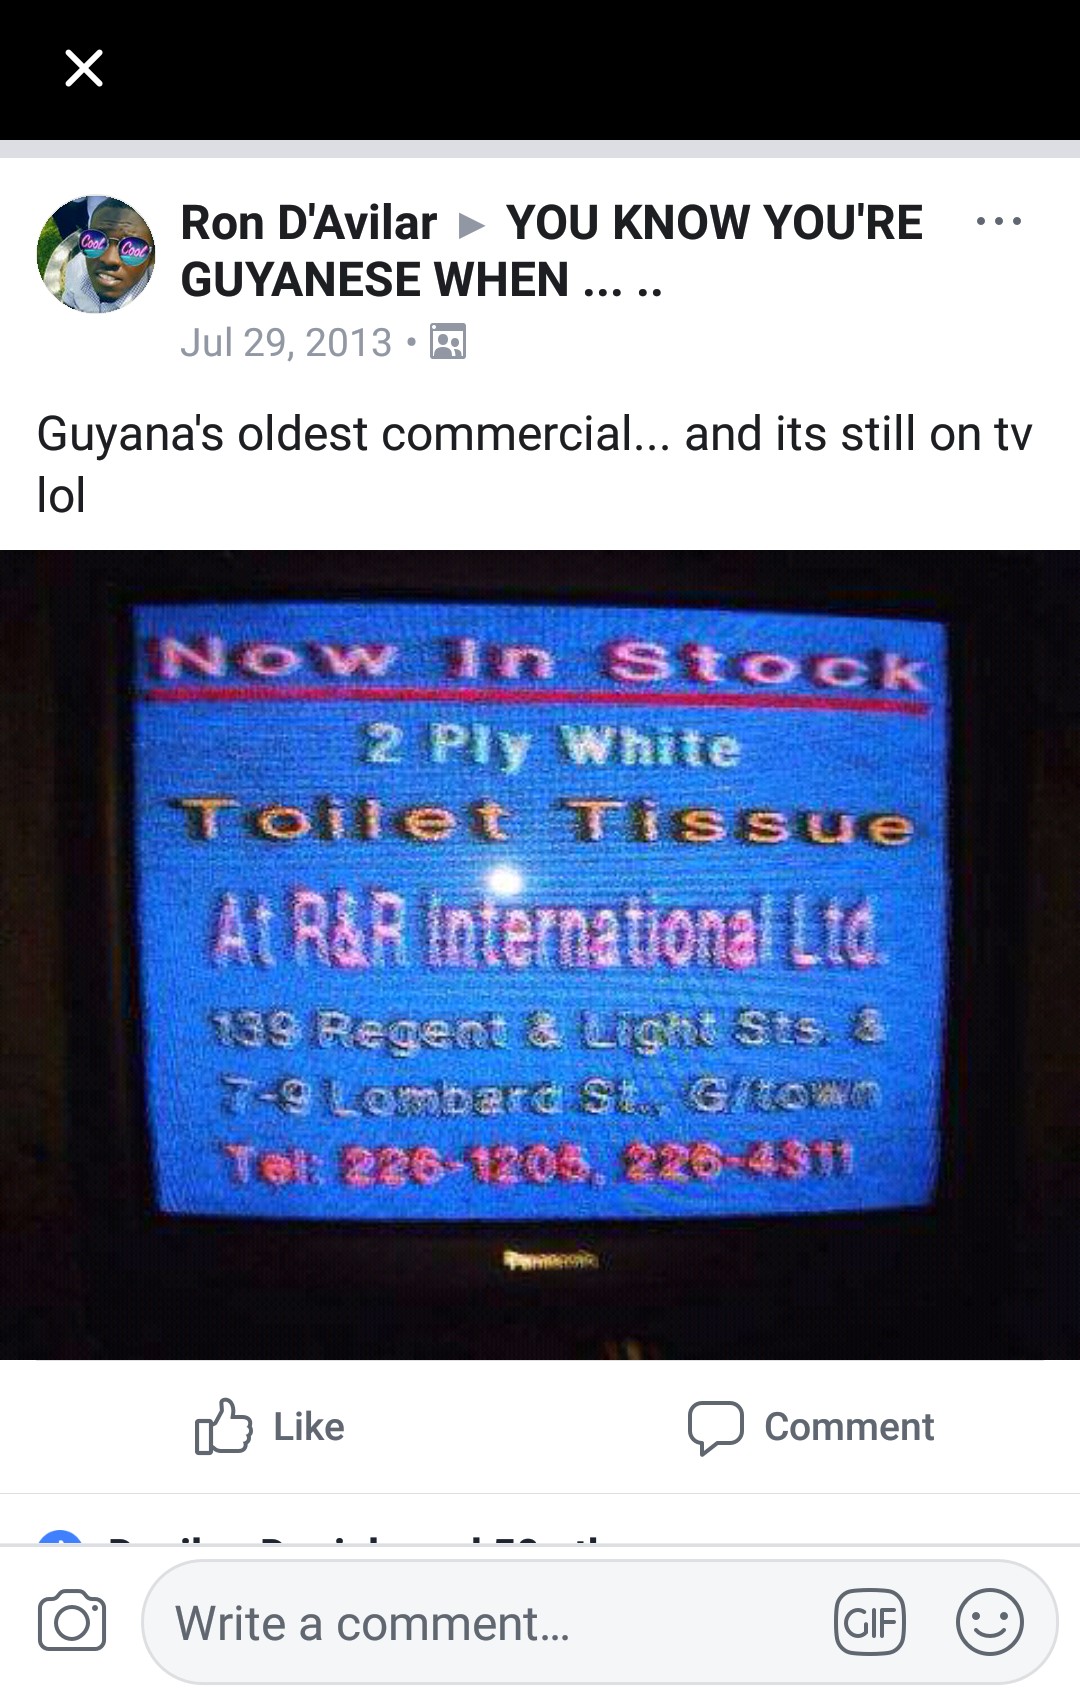 Cool Cool
Ron D'Avilar ▶ YOU KNOW YOU'RE
GUYANESE WHEN ... ..
Jul 29, 2013 •
Guyana's oldest commercial... and its still on tv
lol
Now In Stock
2 Ply White
Toilet Tissue
At R&R International Ltd.
139 Regent & Light Sts. &
7-9 Lombard St., G/town
Tel: 226-1205, 226-4311
Panasonic
Like
Comment
Write a comment...
GIF